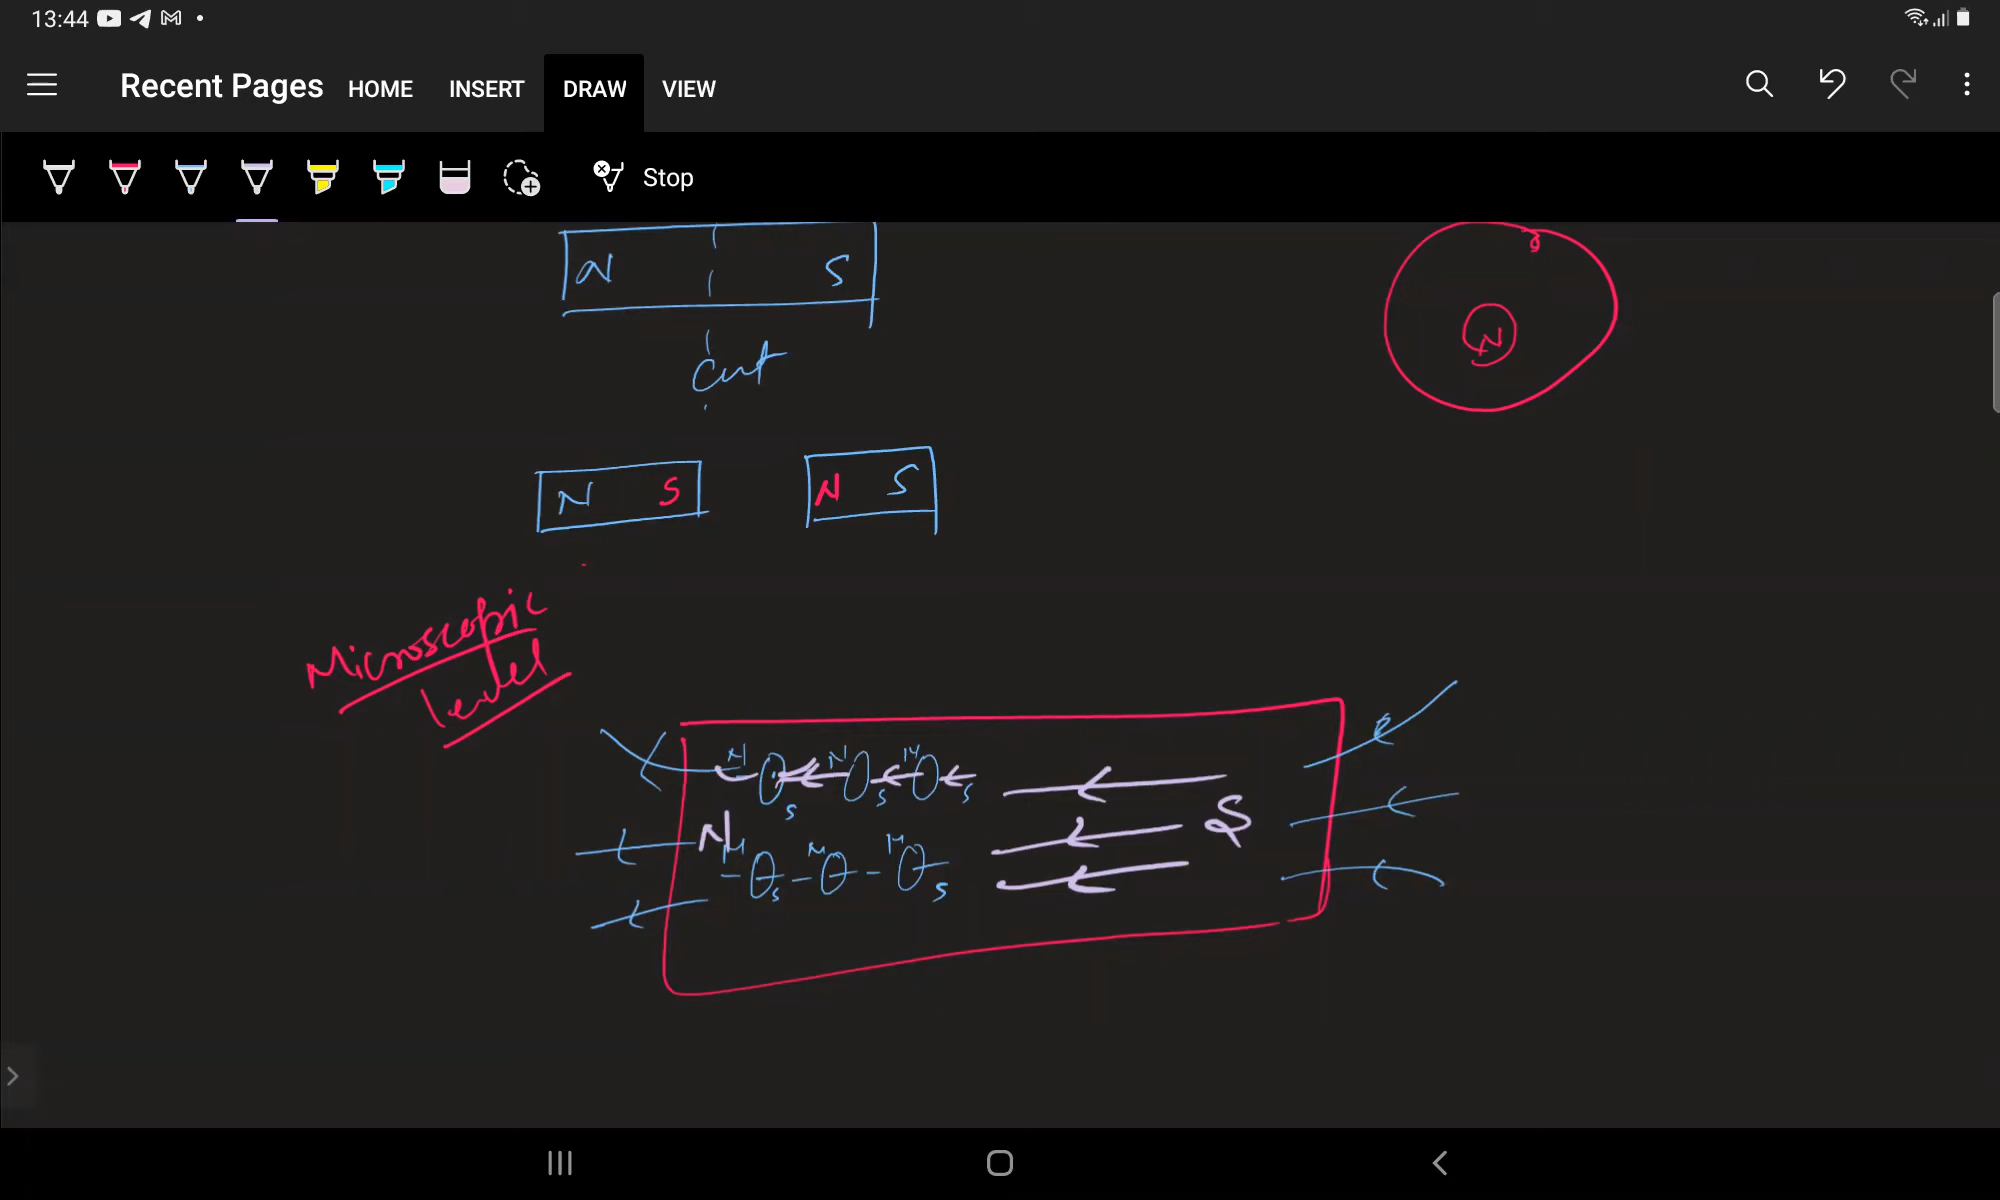 13:44
Recent Pages HOME INSERT DRAW VIEW
Stop
N S
Cut
N S N S
N
Microscopic
level
N N N
S S S
N S
N N N
S S